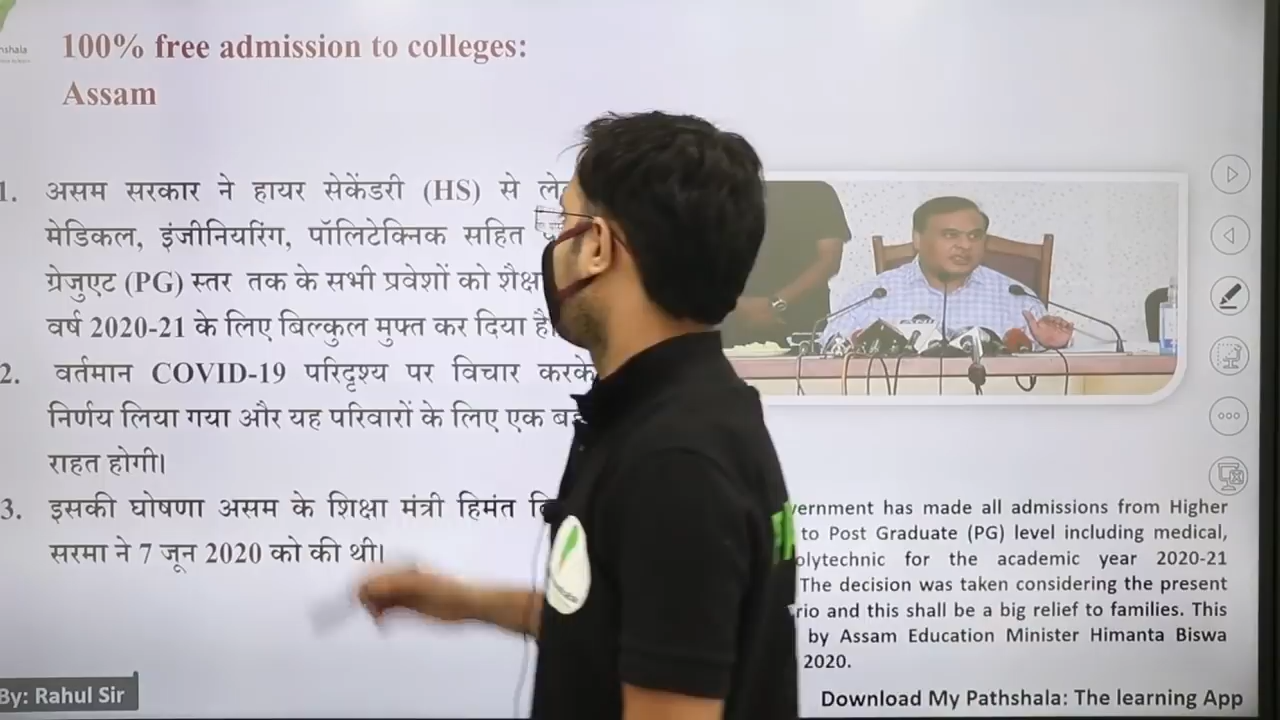 100% free admission to colleges:
Assam
1. असम सरकार ने हायर सेकेंडरी (HS) से
मेडिकल, इंजीनियरिंग, पॉलिटेक्निक सहित
ग्रेजुएट (PG) स्तर तक के सभी प्रवेशों को
वर्ष 2020-21 के लिए बिल्कुल मुफ्त कर दिया है।
2. वर्तमान COVID-19 परिदृश्य पर विचार करके
निर्णय लिया गया और यह परिवारों के लिए एक
राहत होगी।
3. इसकी घोषणा असम के शिक्षा मंत्री हिमंत
सरमा ने 7 जून 2020 को की थी।
has made all admissions from Higher
to Post Graduate (PG) level including medical,
for the academic year 2020-21
The decision was taken considering the present
and this shall be a big relief to families. This
by Assam Education Minister Himanta Biswa
2020.
By: Rahul Sir
Download My Pathshala: The learning App